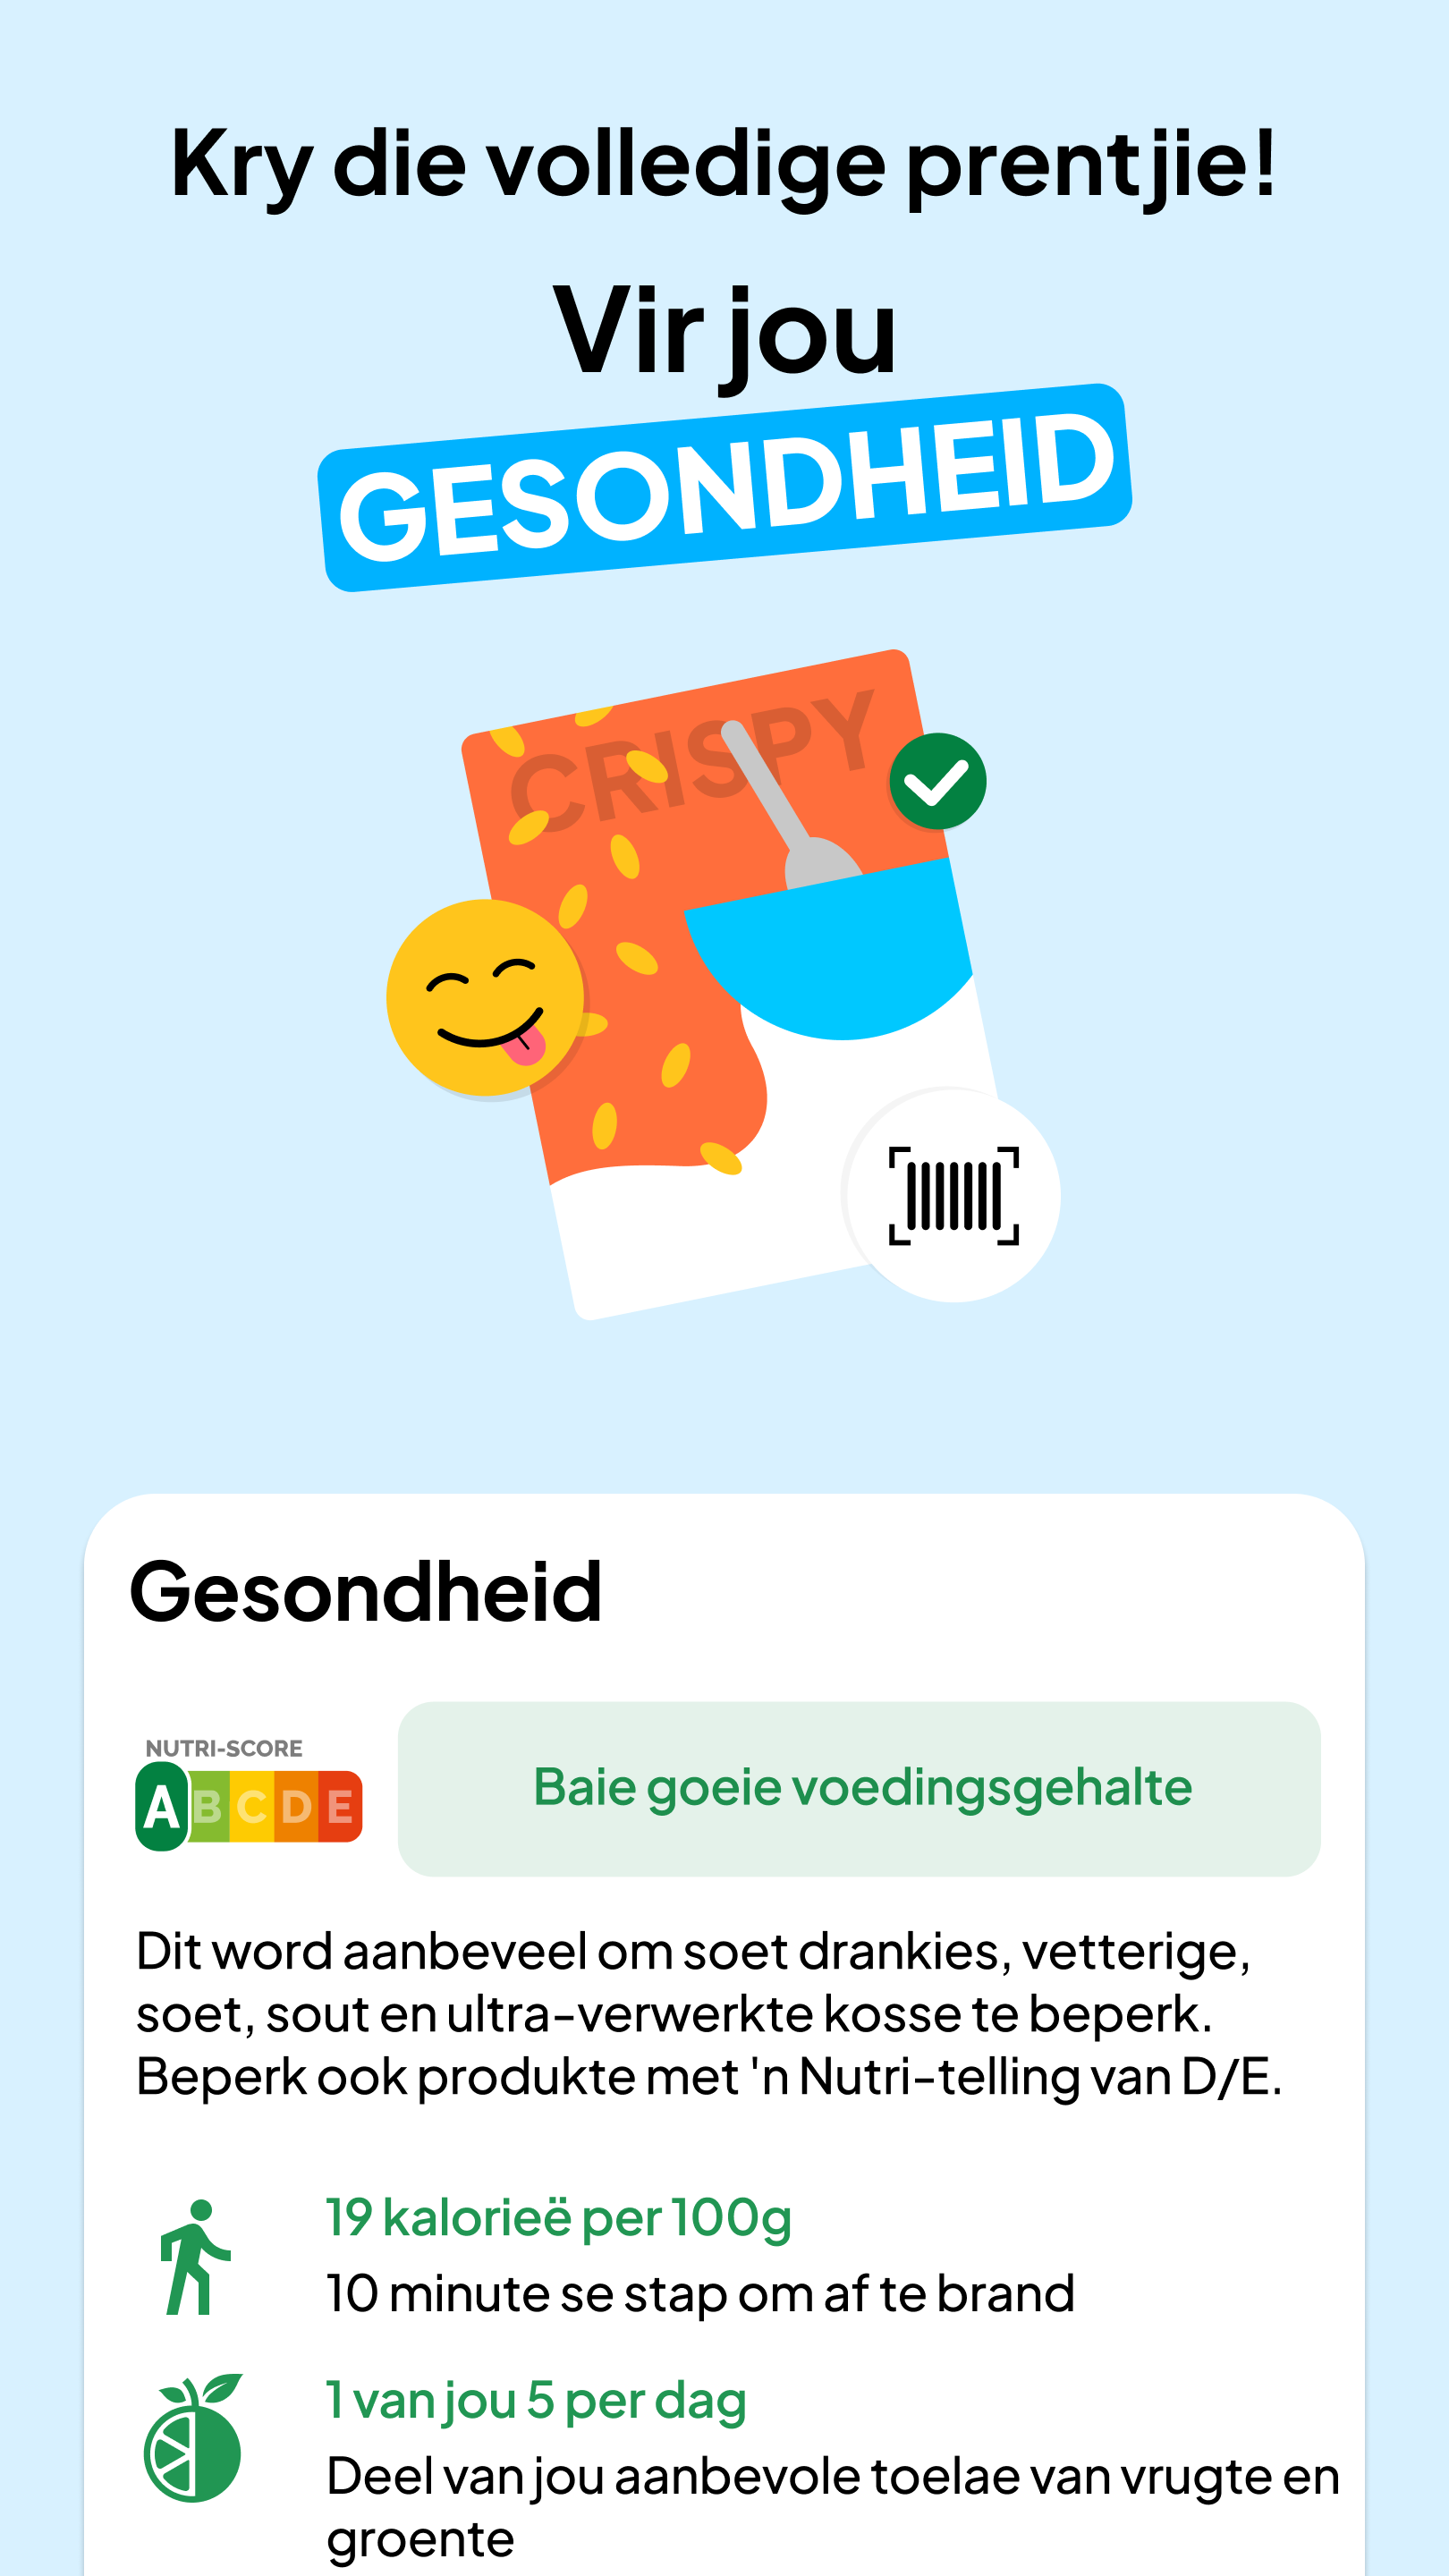 Kry die volledige prentjie!
Vir jou
GESONDHEID
CRISPY
Gesondheid
NUTRI-SCORE
A B C D E
Baie goeie voedingsgehalte
Dit word aanbeveel om soet drankies, vetterige,
soet, sout en ultra-verwerkte kosse te beperk.
Beperk ook produkte met 'n Nutri-telling van D/E.
19 kalorieë per 100g
10 minute se stap om af te brand
1 van jou 5 per dag
Deel van jou aanbevole toelae van vrugte en
groente